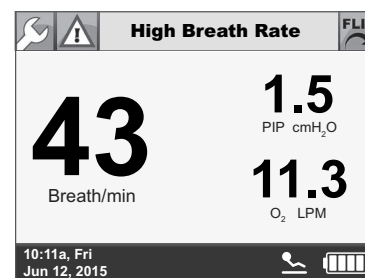 High Breath Rate
43
Breath/min
1.5
PIP cmH₂O
11.3
O₂ LPM
10:11a, Fri
Jun 12, 2015